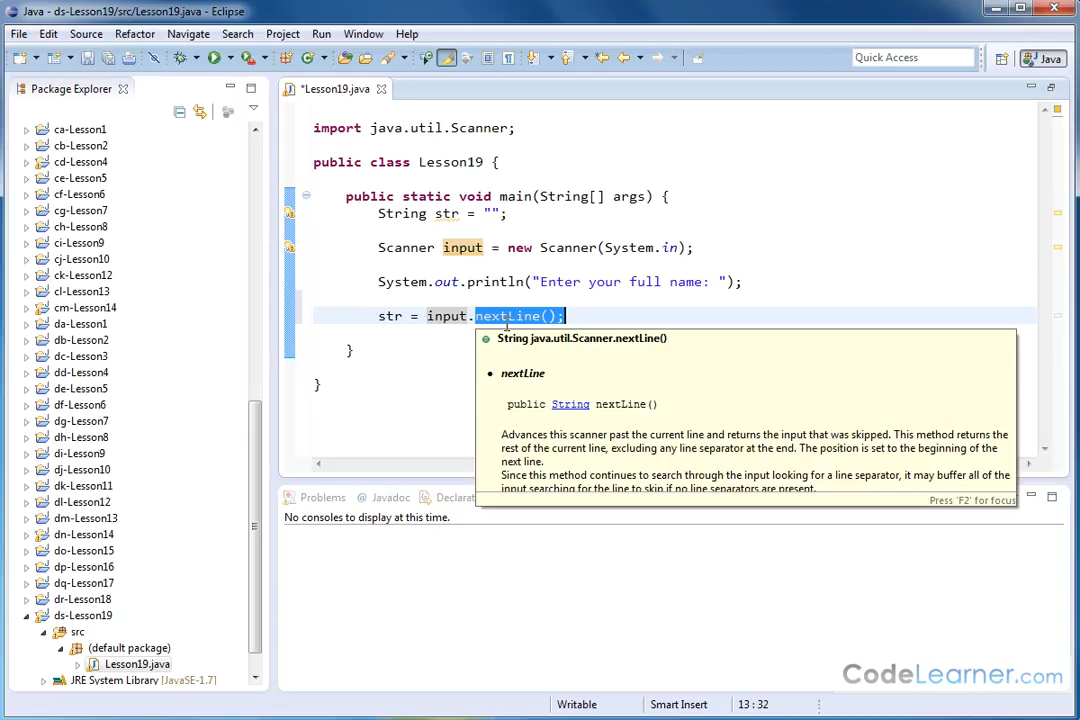 Java - ds-Lesson19/src/Lesson19.java - Eclipse
File Edit Source Refactor Navigate Search Project Run Window Help
Quick Access
Java
Package Explorer
*Lesson19.java
ca-Lesson1
cb-Lesson2
cd-Lesson4
ce-Lesson5
cf-Lesson6
cg-Lesson7
ch-Lesson8
ci-Lesson9
cj-Lesson10
ck-Lesson12
cl-Lesson13
cm-Lesson14
da-Lesson1
db-Lesson2
dc-Lesson3
dd-Lesson4
de-Lesson5
df-Lesson6
dg-Lesson7
dh-Lesson8
di-Lesson9
dj-Lesson10
dk-Lesson11
dl-Lesson12
dm-Lesson13
dn-Lesson14
do-Lesson15
dp-Lesson16
dq-Lesson17
dr-Lesson18
ds-Lesson19
src
(default package)
Lesson19.java
JRE System Library [JavaSE-1.7]
import java.util.Scanner;
public class Lesson19 {
public static void main(String[] args) {
String str = "";
Scanner input = new Scanner(System.in);
System.out.println("Enter your full name: ");
str = input.nextLine();
}
}
String java.util.Scanner.nextLine()
nextLine
public String nextLine()
Advances this scanner past the current line and returns the input that was skipped. This method returns the
rest of the current line, excluding any line separator at the end. The position is set to the beginning of the
next line.
Since this method continues to search through the input looking for a line separator, it may buffer all of the
input searching for the line to skip if no line separators are present.
Press 'F2' for focus
Problems @ Javadoc Declarat
No consoles to display at this time.
CodeLearner.com
Writable Smart Insert 13 : 32